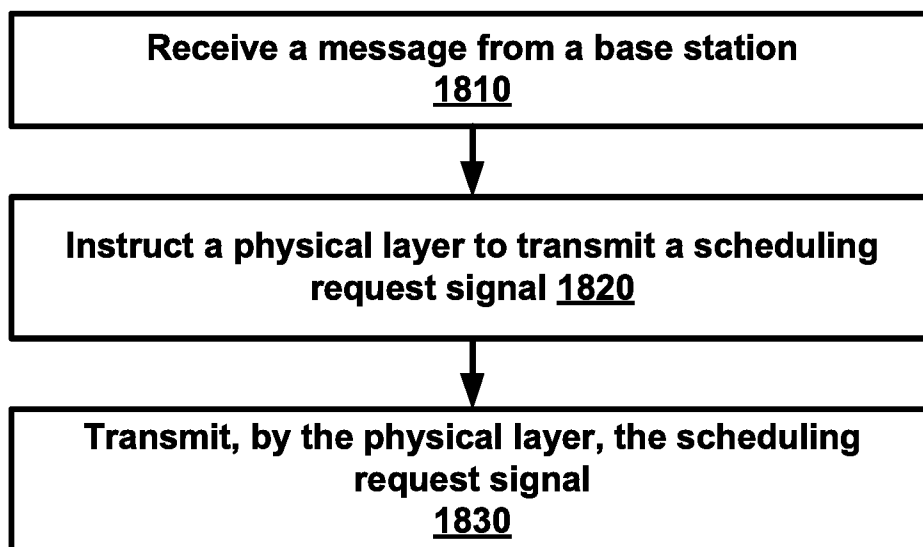 Receive a message from a base station
1810
Instruct a physical layer to transmit a scheduling
request signal 1820
Transmit, by the physical layer, the scheduling
request signal
1830